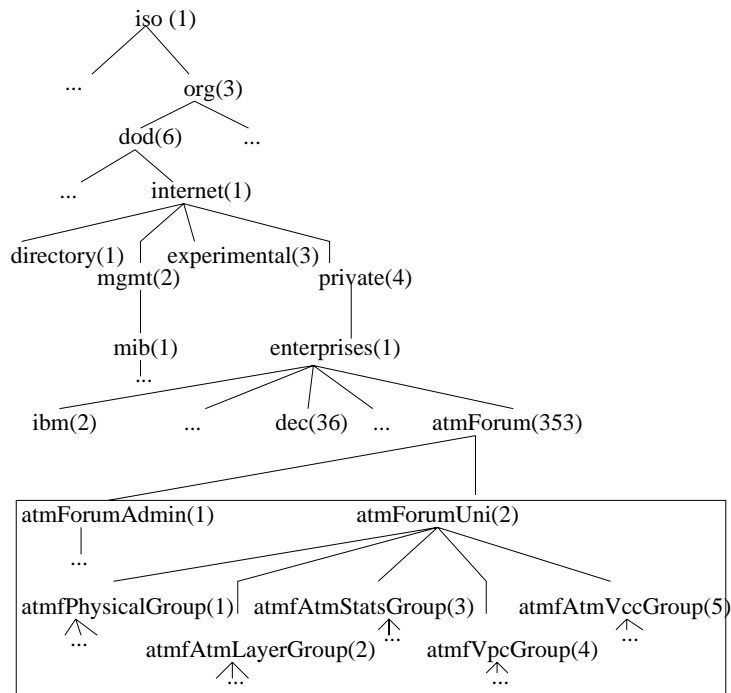 iso (1)
...
org(3)
dod(6)
...
...
internet(1)
directory(1)
experimental(3)
mgmt(2)
private(4)
mib(1)
enterprises(1)
...
ibm(2)
...
dec(36)
...
atmForum(353)
atmForumAdmin(1)
atmForumUni(2)
...
atmfPhysicalGroup(1)
atmfAtmStatsGroup(3)
atmfAtmVccGroup(5)
...
...
...
atmfAtmLayerGroup(2)
atmfVpcGroup(4)
...
...